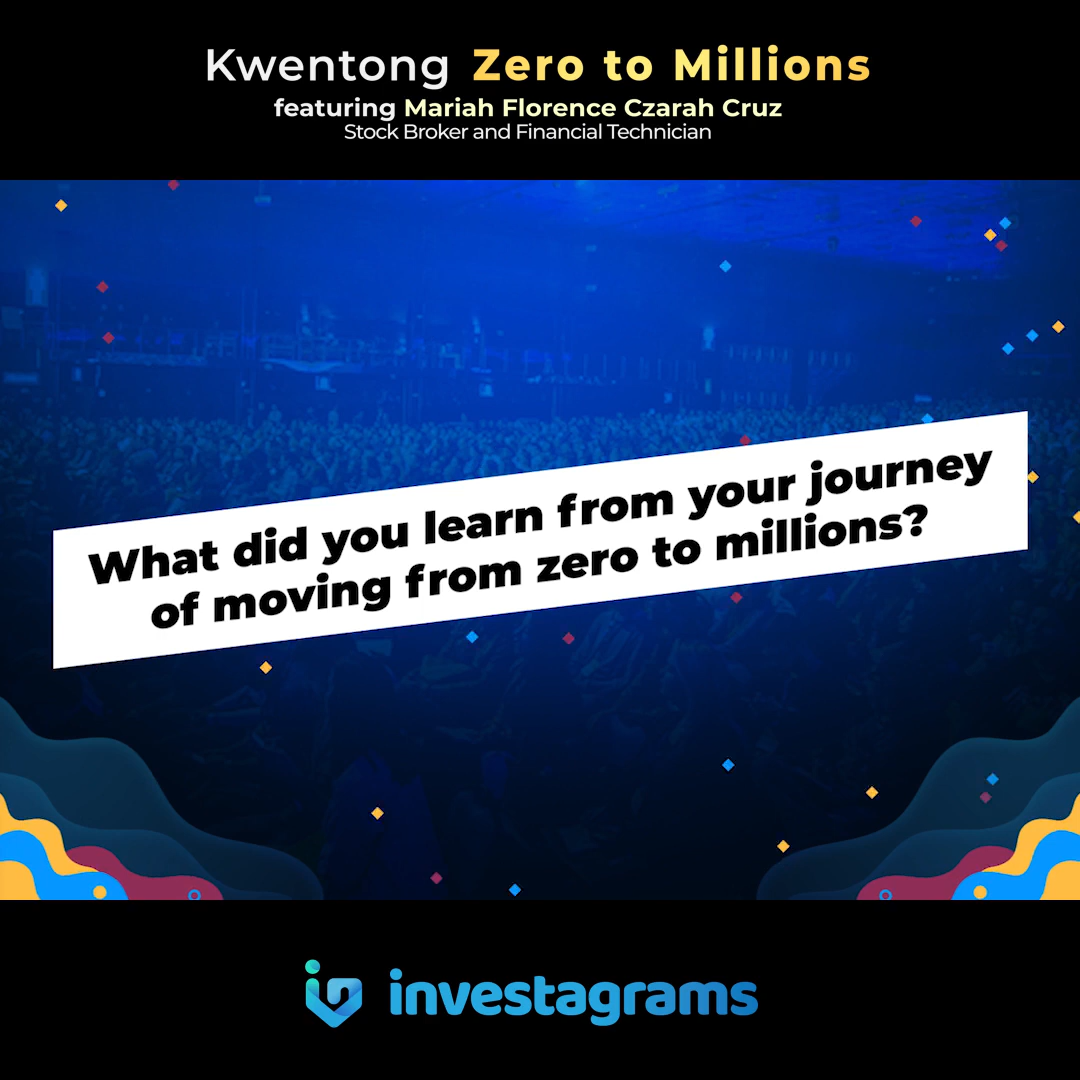 Kwentong Zero to Millions
featuring Mariah Florence Czarah Cruz
Stock Broker and Financial Technician
What did you learn from your journey
of moving from zero to millions?
investagrams